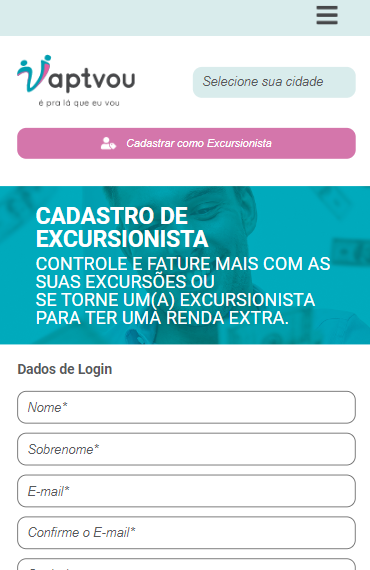 Vaptvou
é pra lá que eu vou
Selecione sua cidade
Cadastrar como Excursionista
CADASTRO DE
EXCURSIONISTA
CONTROLE E FATURE MAIS COM AS
SUAS EXCURSÕES OU
SE TORNE UM(A) EXCURSIONISTA
PARA TER UMA RENDA EXTRA.
Dados de Login
Nome*
Sobrenome*
E-mail*
Confirme o E-mail*